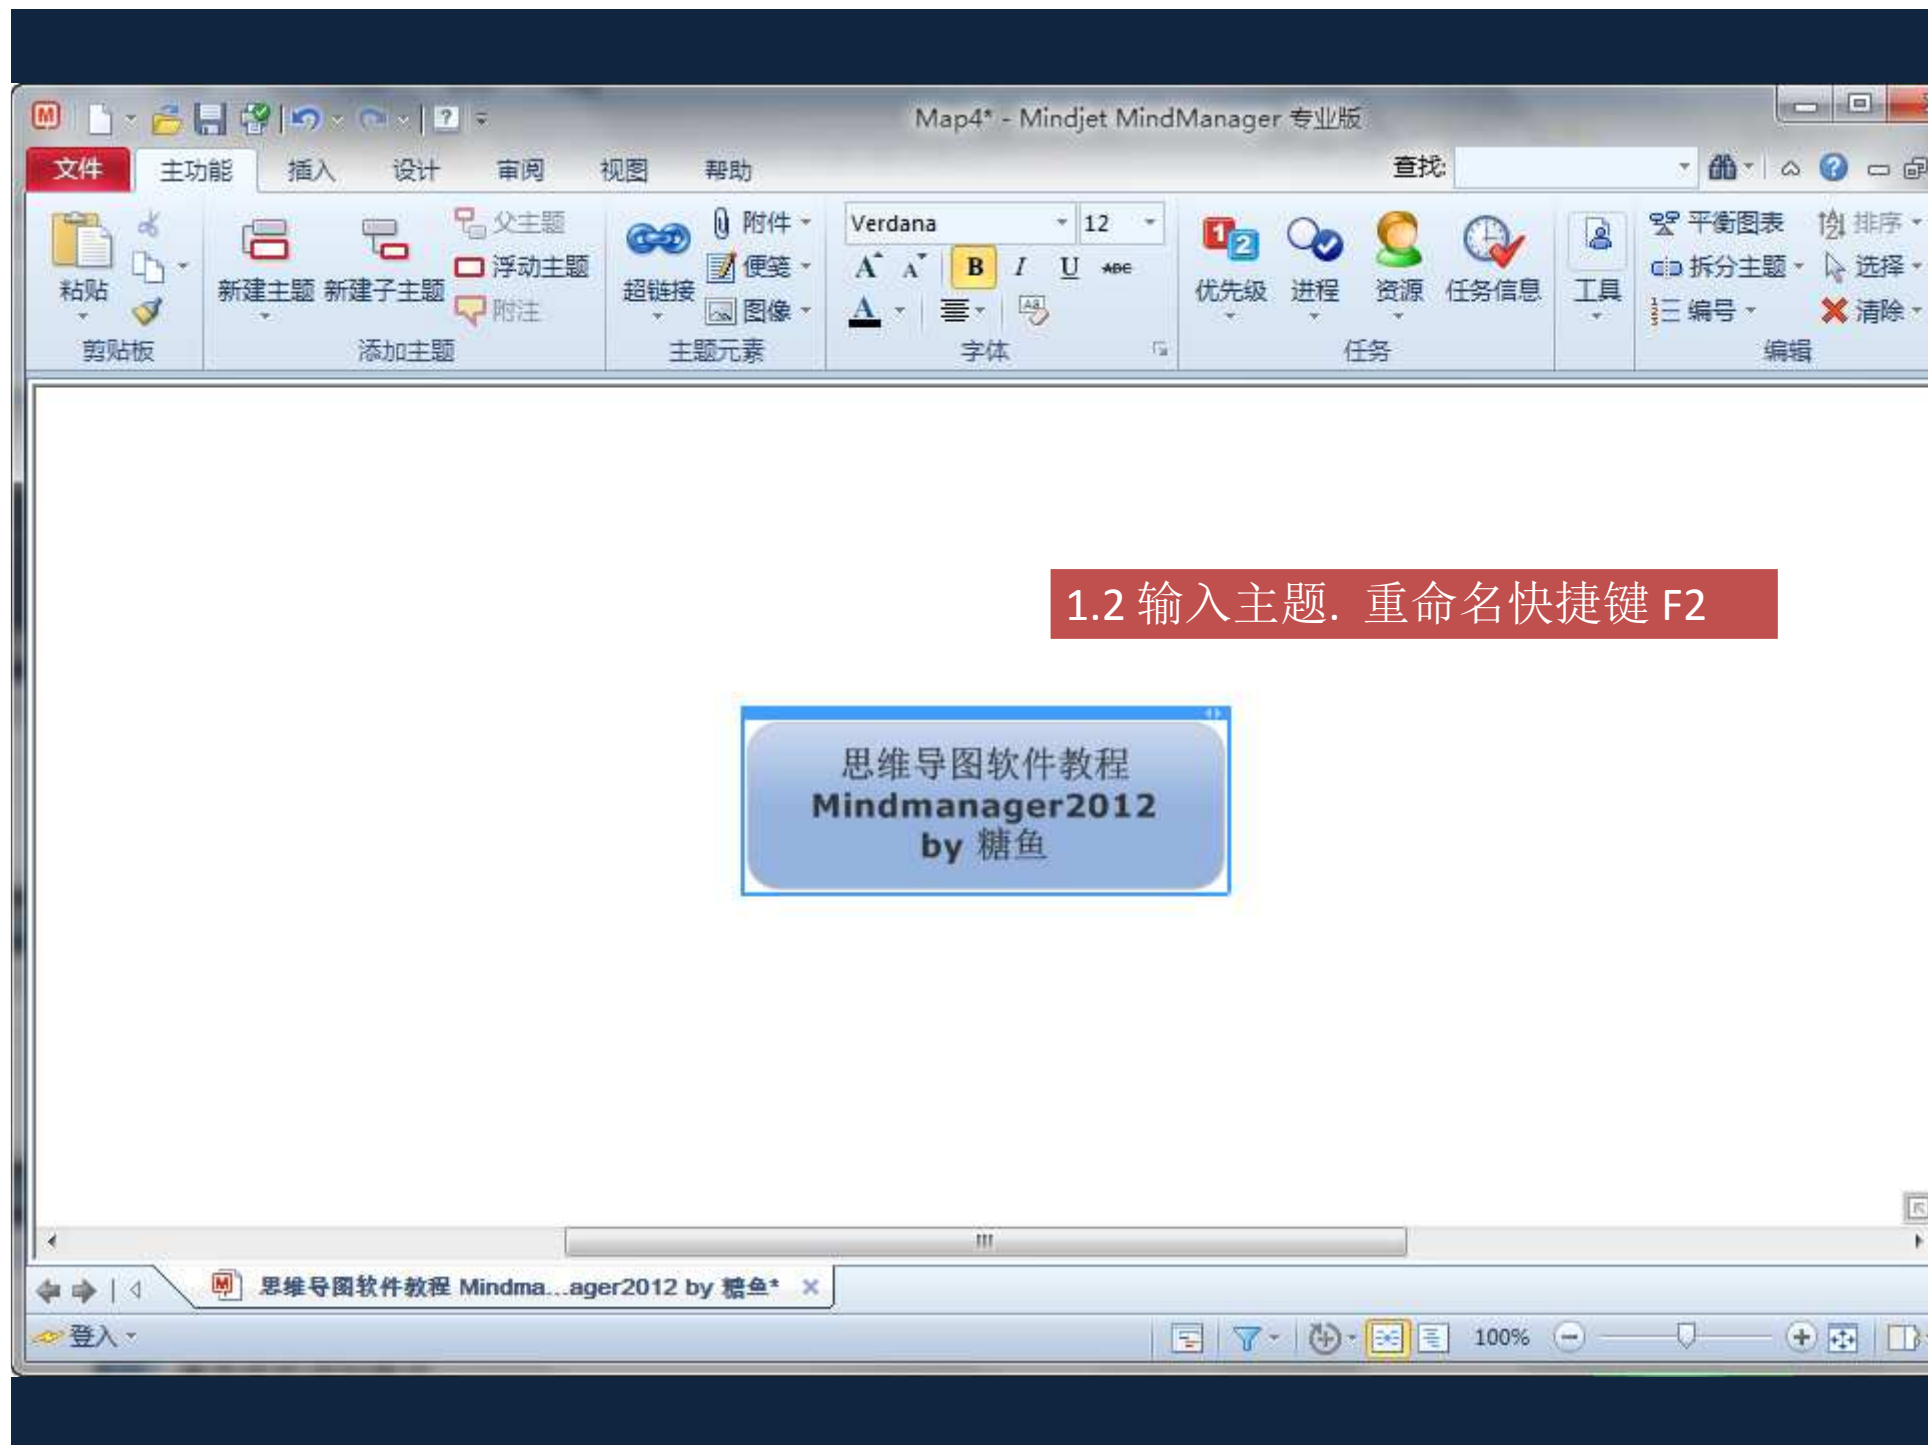 Map4* - Mindjet MindManager 专业版
文件 主功能 插入 设计 审阅 视图 帮助 查找:
粘贴
剪贴板
新建主题 新建子主题
父主题
浮动主题
附注
添加主题
超链接
附件
便笺
图像
主题元素
Verdana 12
A A B I U ABC
A
字体
优先级 进程 资源 任务信息
任务
工具
平衡图表 排序
拆分主题 选择
编号 清除
编辑
1.2 输入主题. 重命名快捷键 F2
思维导图软件教程
Mindmanager2012
by 糖鱼
思维导图软件教程 Mindma...ager2012 by 糖鱼*
登入 100%